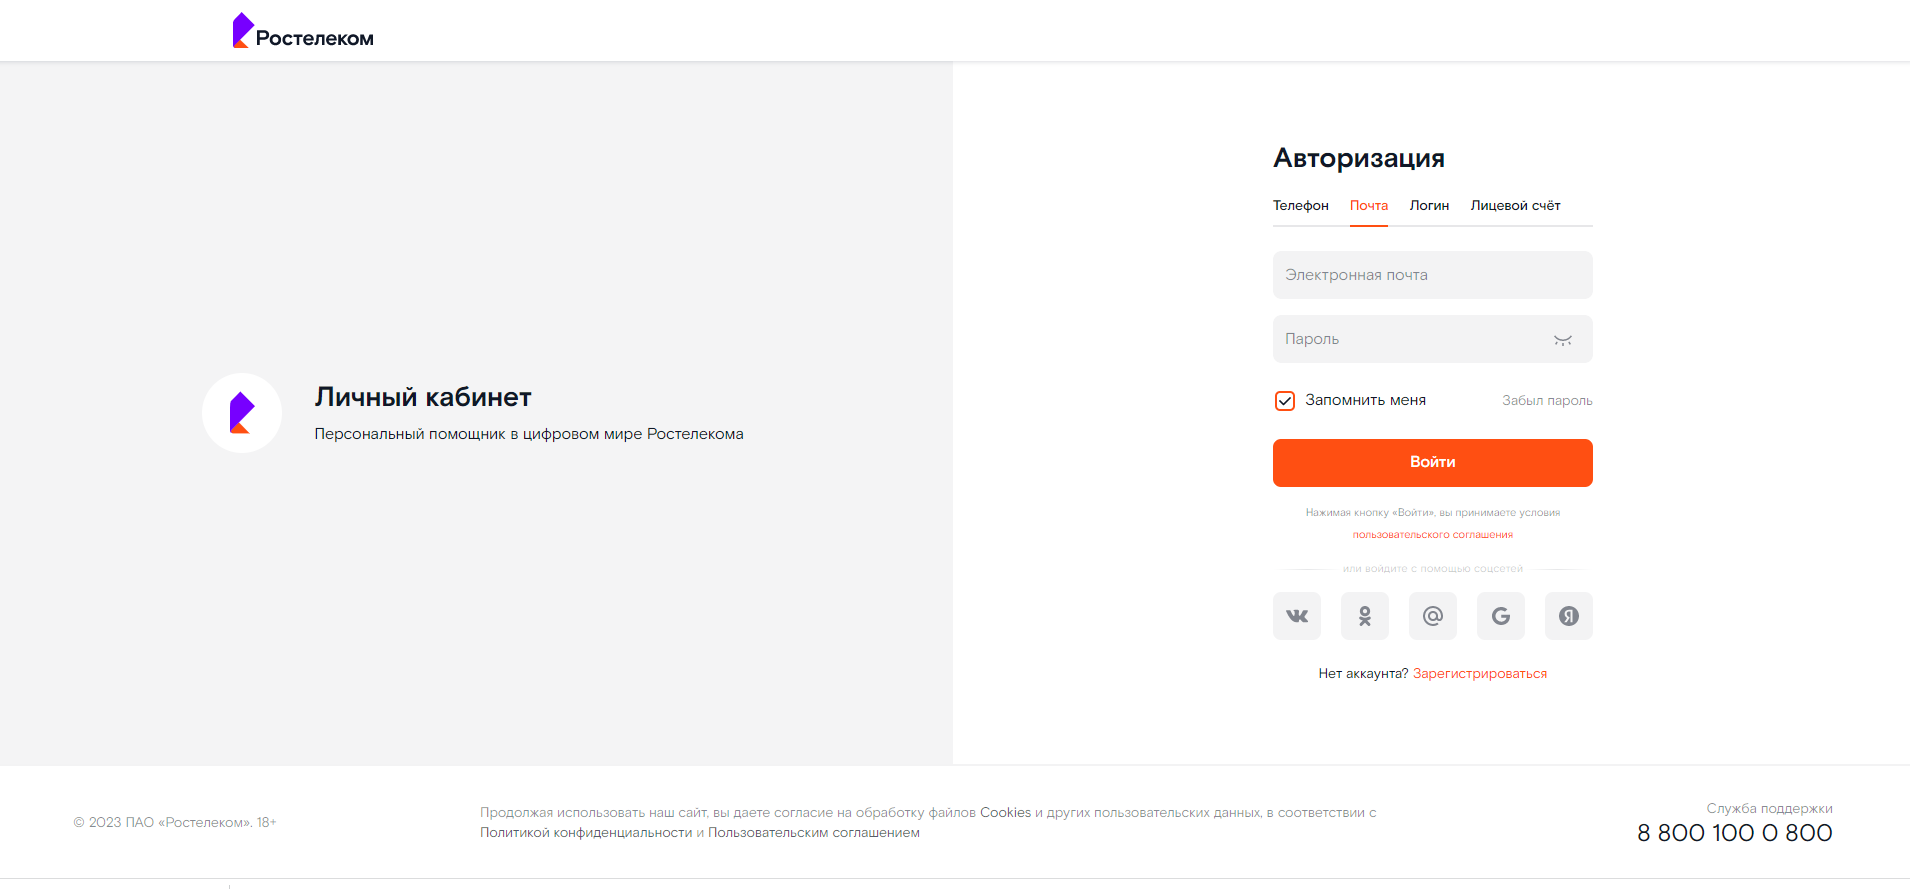 Ростелеком
Личный кабинет
Персональный помощник в цифровом мире Ростелекома
Авторизация
Телефон Почта Логин Лицевой счёт
Электронная почта
Пароль
Запомнить меня Забыл пароль
Войти
Нажимая кнопку «Войти», вы принимаете условия
пользовательского соглашения
или войдите с помощью соцсетей
Нет аккаунта? Зарегистрироваться
© 2023 ПАО «Ростелеком». 18+
Продолжая использовать наш сайт, вы даете согласие на обработку файлов Cookies и других пользовательских данных, в соответствии с
Политикой конфиденциальности и Пользовательским соглашением
Служба поддержки
8 800 100 0 800